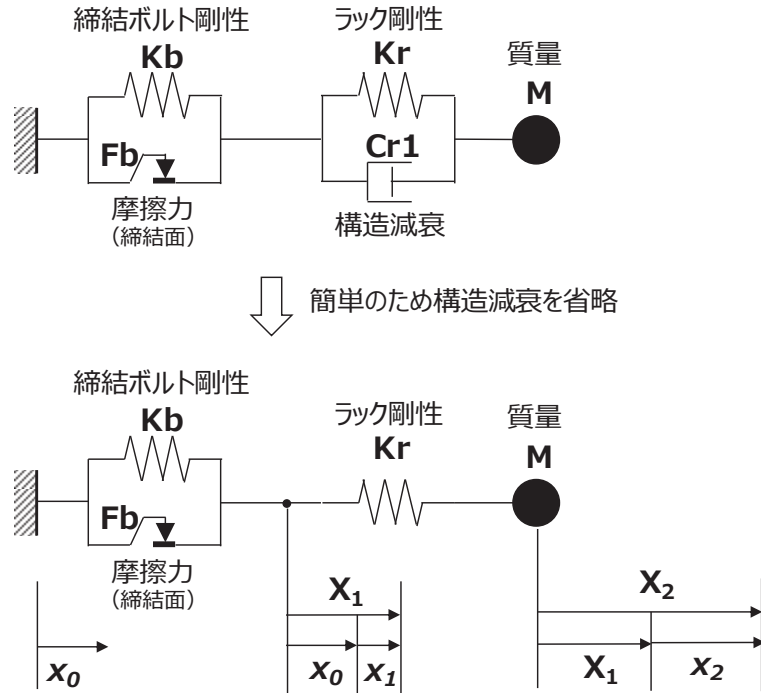 締結ボルト剛性
Kb
ラック剛性
Kr
質量
M
Fb
Cr1
摩擦力
（締結面）
構造減衰
簡単のため構造減衰を省略
締結ボルト剛性
Kb
ラック剛性
Kr
質量
M
Fb
摩擦力
（締結面）
X₁
X₂
x₀
x₀
x₁
X₁
x₂